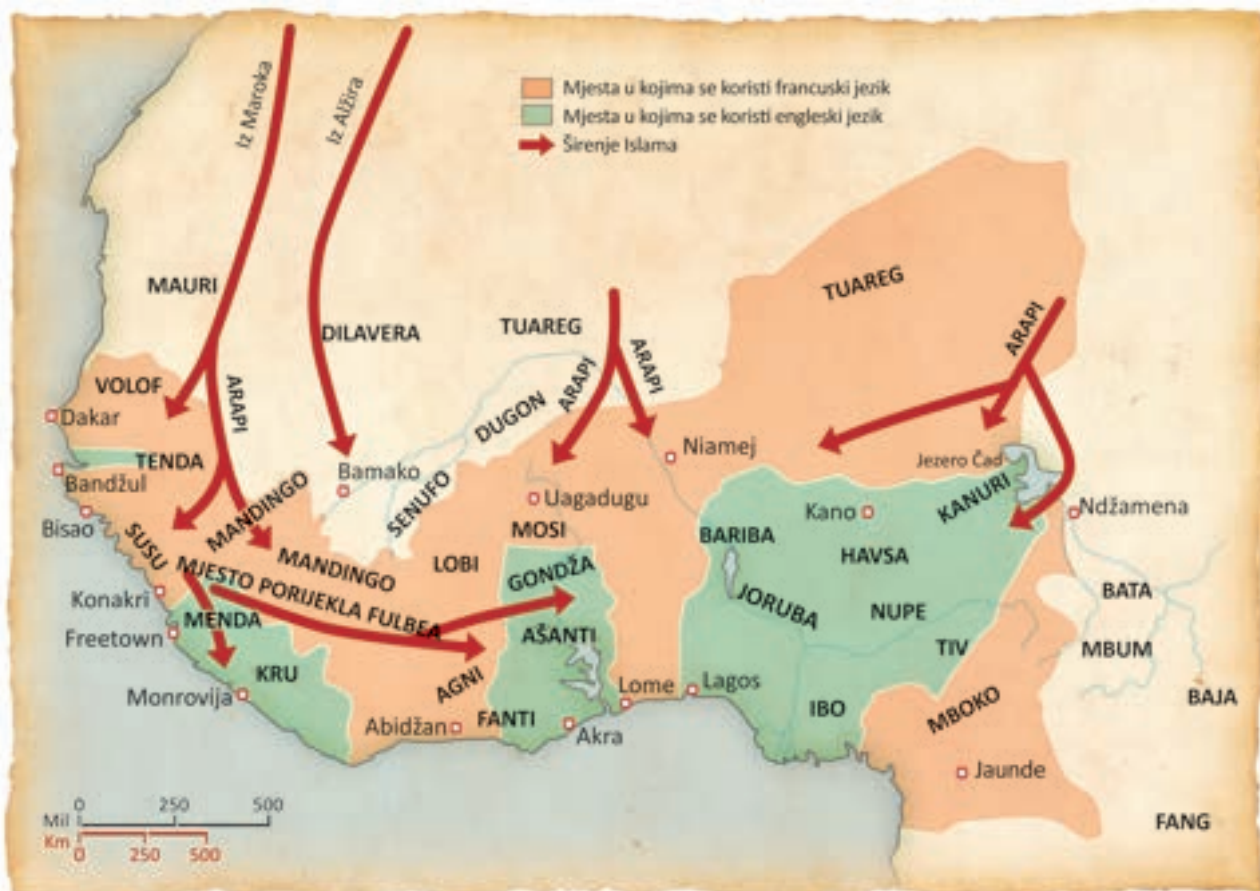 Mjesta u kojima se koristi francuski jezik
Mjesta u kojima se koristi engleski jezik
Širenje Islama
Iz Maroka
Iz Alžira
MAURI
DILAVERA
TUAREG
TUAREG
ARAPI
ARAPI
ARAPI
ARAPI
VOLOF
Dakar
DUGON
TENDA
Bandžul
Bamako
Niamej
Jezero Čad
Bisao
SUSU
MANDINGO
MANDINGO
SENUFO
Uagadugu
MOSI
LOBI
BARIBA
Kano
KANURI
Ndžamena
HAVSA
MJESTO PORIJEKLA FULBEA
GONDŽA
Konakri
MENDA
Freetown
JORUBA
NUPE
BATA
AŠANTI
TIV
MBUM
KRU
Monrovija
AGNI
Lome
Lagos
BAJA
Abidžan
FANTI
Akra
IBO
MBOKO
Jaunde
FANG
0 250 500
Mil
Km
0 250 500